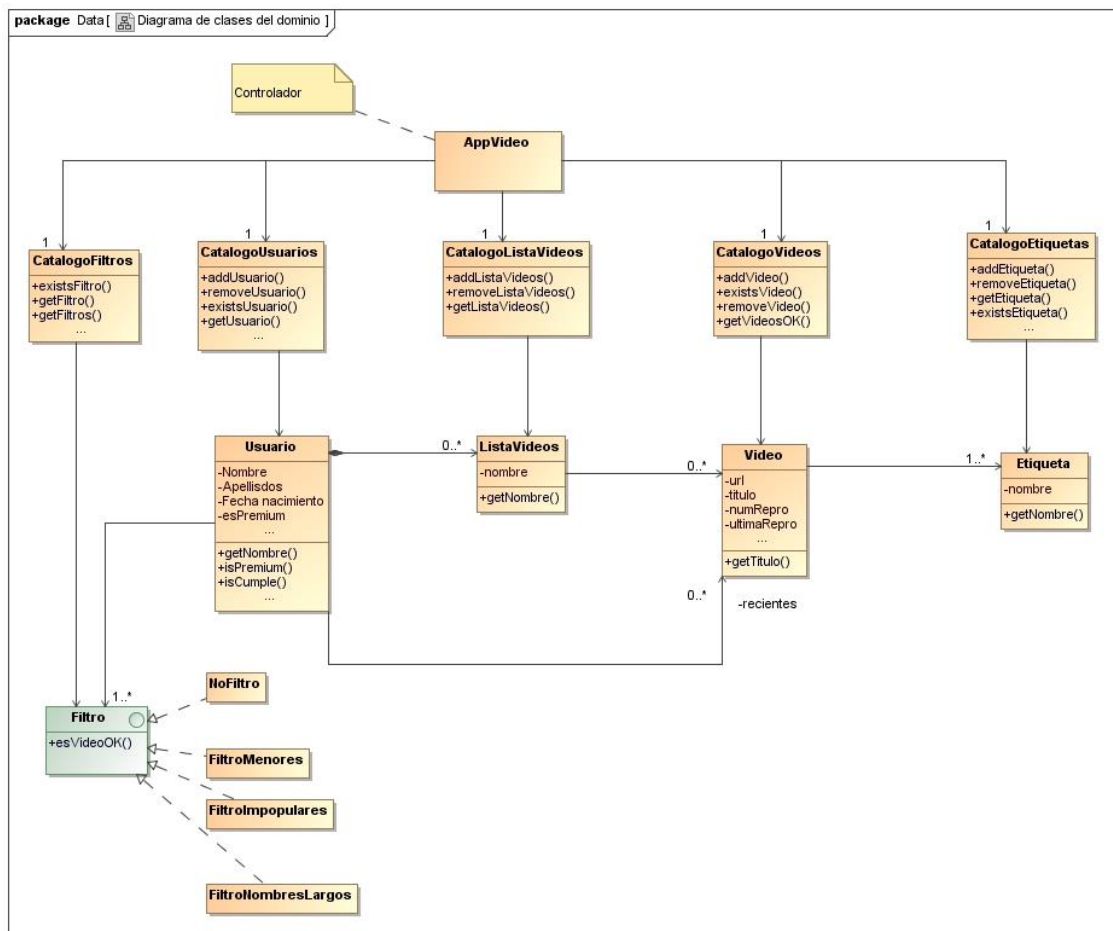 package Data [ Diagrama de clases del dominio ]
Controlador
AppVideo
1
1
1
1
1
CatalogoFiltros
+existsFiltro()
+getFiltro()
+getFiltros()
...
CatalogoUsuarios
+addUsuario()
+removeUsuario()
+existsUsuario()
+getUsuario()
...
CatalogoListaVideos
+addListaVideos()
+removeListaVideos()
+getListaVideos()
CatalogoVideos
+addVideo()
+existsVideo()
+removeVideo()
+getVideosOK()
...
CatalogoEtiquetas
+addEtiqueta()
+removeEtiqueta()
+getEtiqueta()
+existsEtiqueta()
...
Usuario
-Nombre
-Apellisdos
-Fecha nacimiento
-esPremium
...
+getNombre()
+isPremium()
+isCumple()
...
0..*
ListaVideos
-nombre
+getNombre()
0..*
Video
-url
-titulo
-numRepro
-ultimaRepro
...
+getTitulo()
1..*
Etiqueta
-nombre
+getNombre()
0..*
-recientes
1..*
Filtro
+esVideoOK()
NoFiltro
FiltroMenores
FiltroImpopulares
FiltroNombresLargos